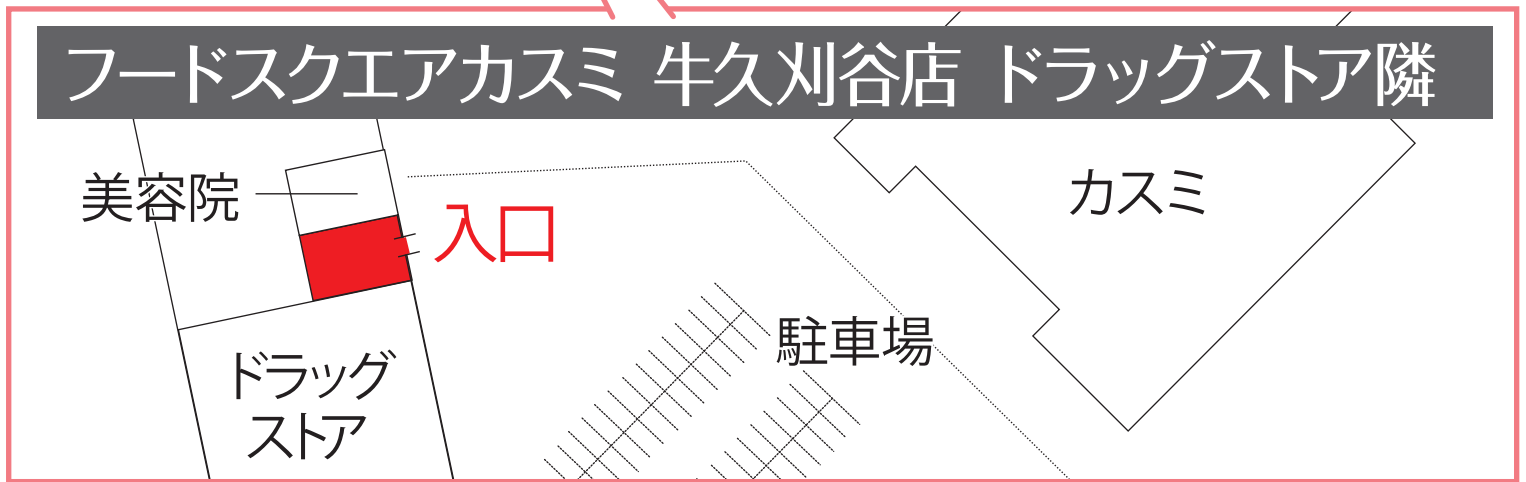 フードスクエアカスミ 牛久刈谷店 ドラッグストア隣
美容院
カスミ
入口
駐車場
ドラッグ
ストア